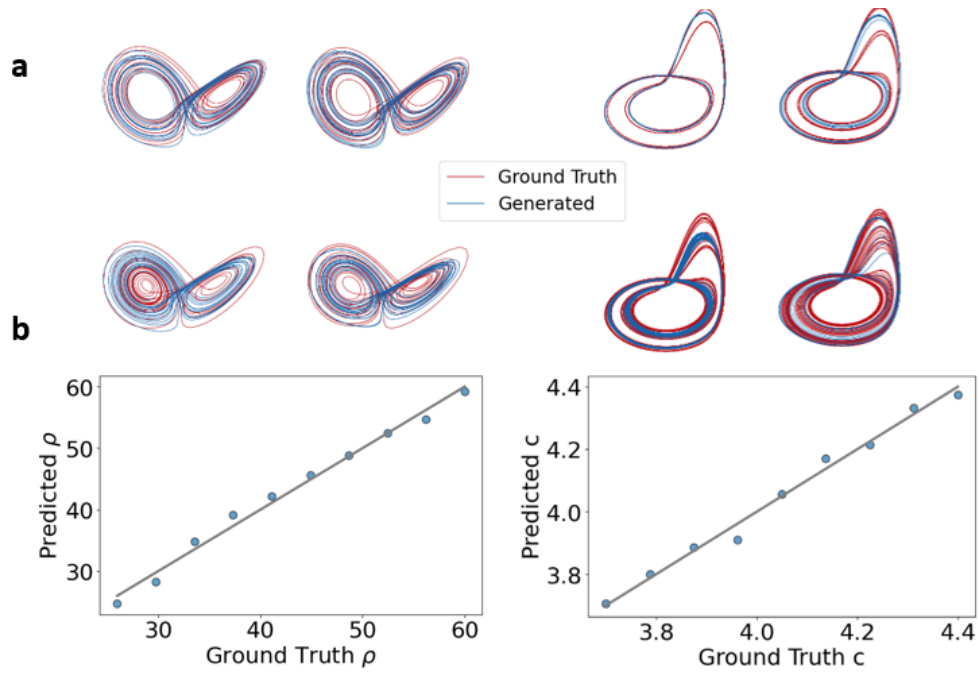 a
Ground Truth
Generated
b
60
50
40
30
Predicted ρ
30 40 50 60
Ground Truth ρ
4.4
4.2
4.0
3.8
Predicted c
3.8 4.0 4.2 4.4
Ground Truth c